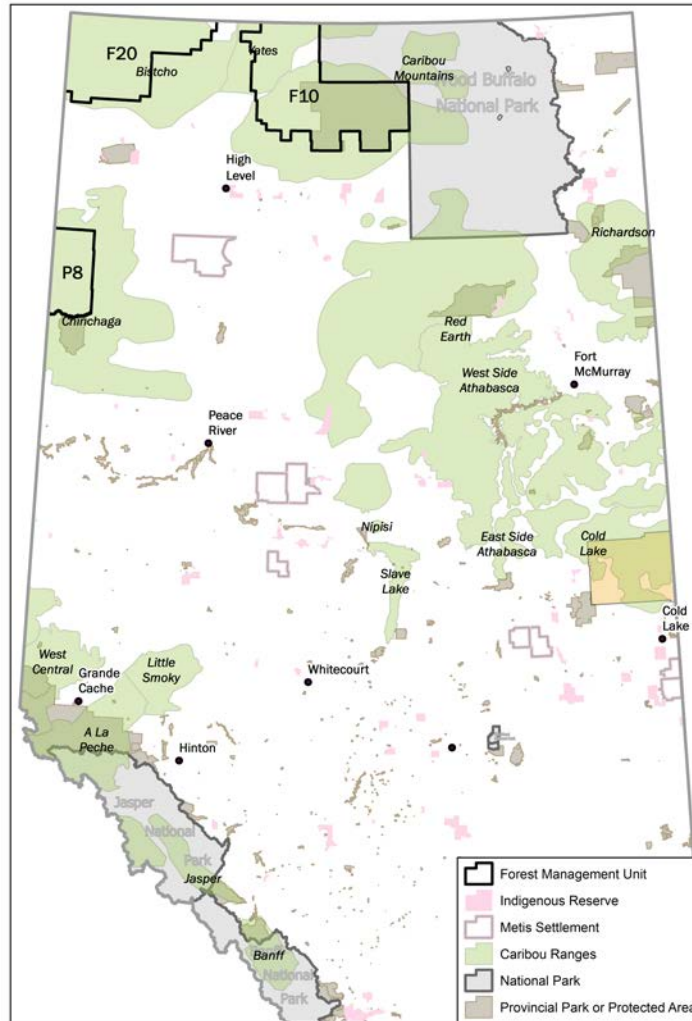 F20
Bistcho
Yates
F10
Caribou
Mountains
Wood Buffalo
National Park
High
Level
Richardson
P8
Chinchaga
Red
Earth
West Side
Athabasca
Fort
McMurray
Peace
River
Nipisi
East Side
Athabasca
Cold
Lake
Slave
Lake
Cold
Lake
West
Central
Little
Smoky
Grande
Cache
Whitecourt
A La
Peche
Hinton
Jasper
National
Park
Jasper
Banff
National
Park
Forest Management Unit
Indigenous Reserve
Metis Settlement
Caribou Ranges
National Park
Provincial Park or Protected Area